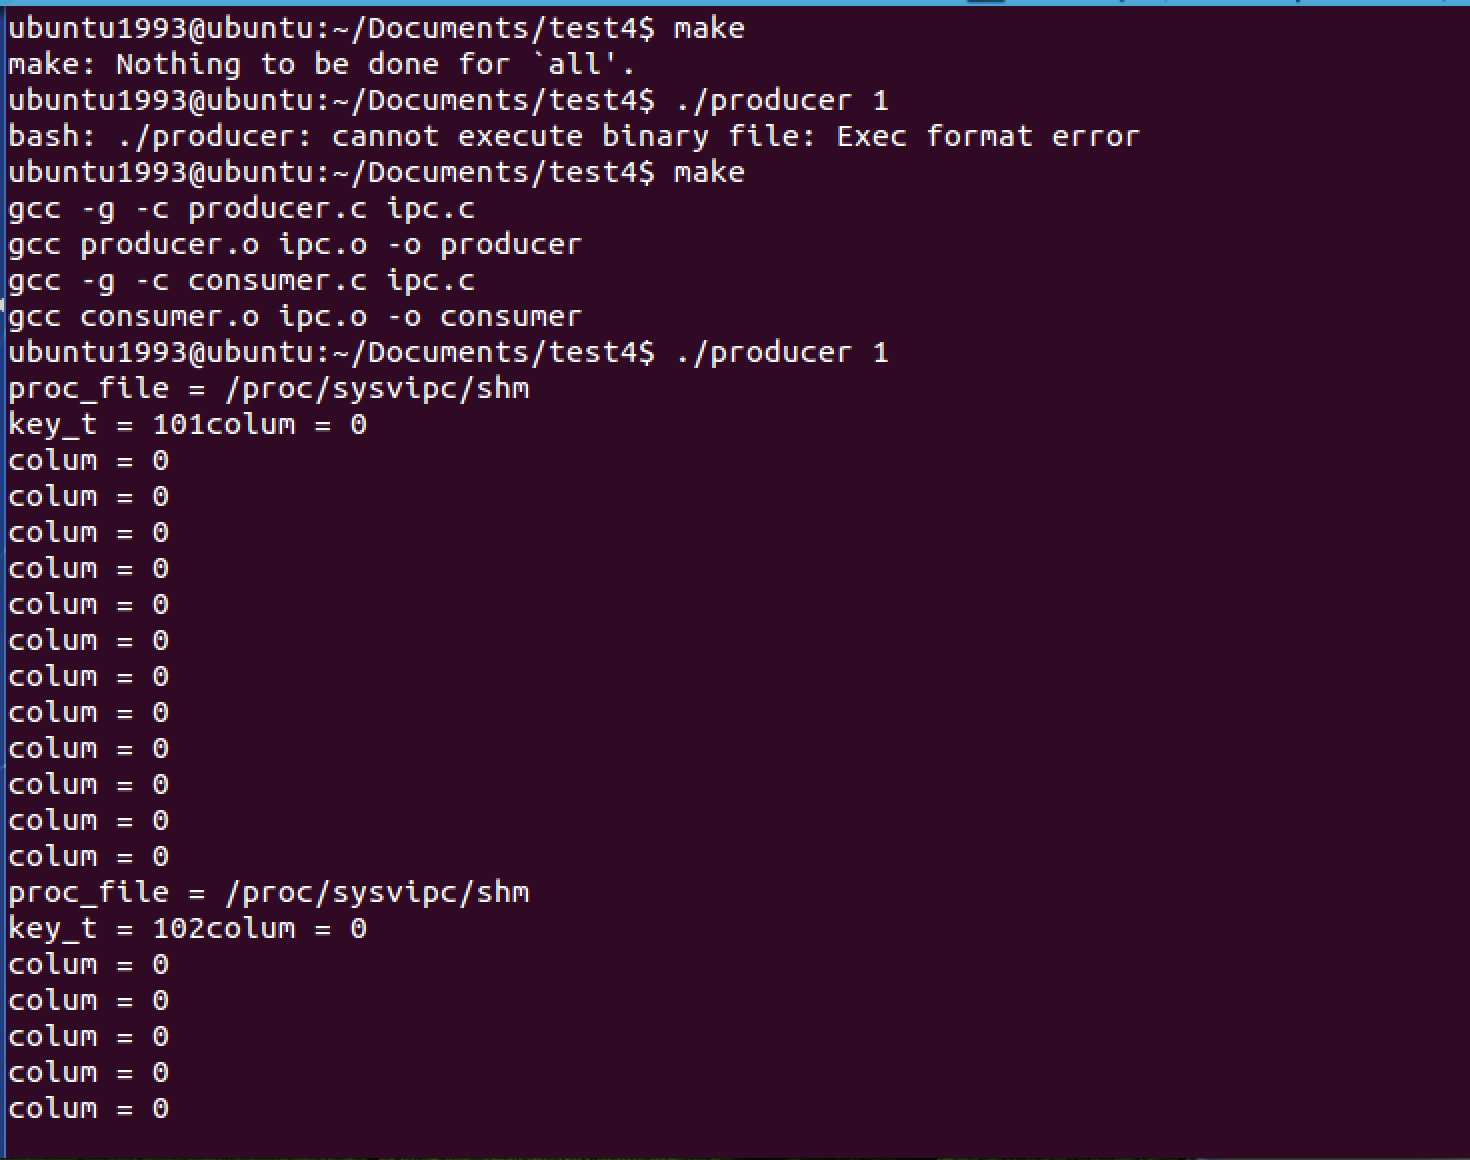 ubuntu1993@ubuntu:~/Documents/test4$ make
make: Nothing to be done for `all'.
ubuntu1993@ubuntu:~/Documents/test4$ ./producer 1
bash: ./producer: cannot execute binary file: Exec format error
ubuntu1993@ubuntu:~/Documents/test4$ make
gcc -g -c producer.c ipc.c
gcc producer.o ipc.o -o producer
gcc -g -c consumer.c ipc.c
gcc consumer.o ipc.o -o consumer
ubuntu1993@ubuntu:~/Documents/test4$ ./producer 1
proc_file = /proc/sysvipc/shm
key_t = 101colum = 0
colum = 0
colum = 0
colum = 0
colum = 0
colum = 0
colum = 0
colum = 0
colum = 0
colum = 0
colum = 0
colum = 0
colum = 0
proc_file = /proc/sysvipc/shm
key_t = 102colum = 0
colum = 0
colum = 0
colum = 0
colum = 0
colum = 0